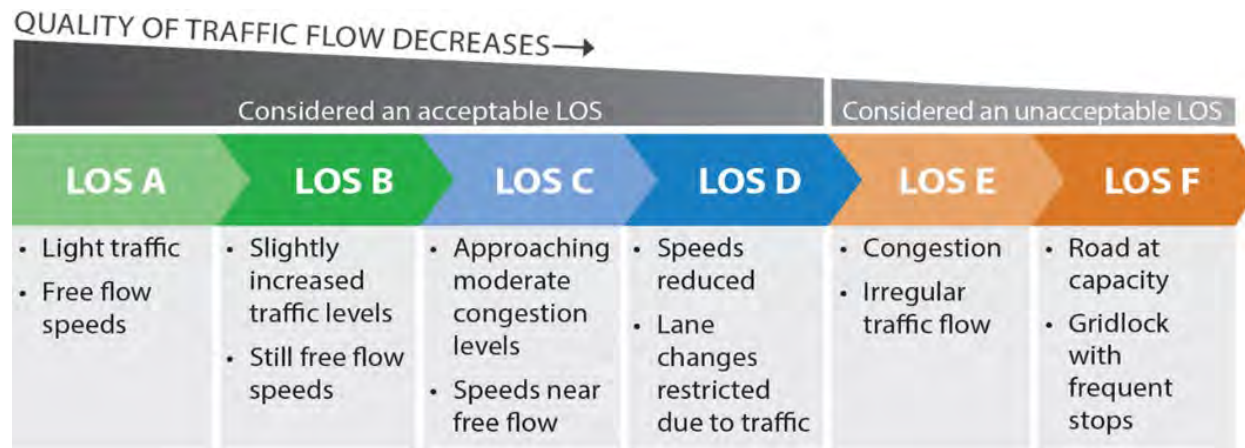 QUALITY OF TRAFFIC FLOW DECREASES→
Considered an acceptable LOS
Considered an unacceptable LOS
LOS A
LOS B
LOS C
LOS D
LOS E
LOS F
• Light traffic
• Free flow
speeds
• Slightly
increased
traffic levels
• Still free flow
speeds
• Approaching
moderate
congestion
levels
• Speeds near
free flow
• Speeds
reduced
• Lane
changes
restricted
due to traffic
• Congestion
• Irregular
traffic flow
• Road at
capacity
• Gridlock
with
frequent
stops